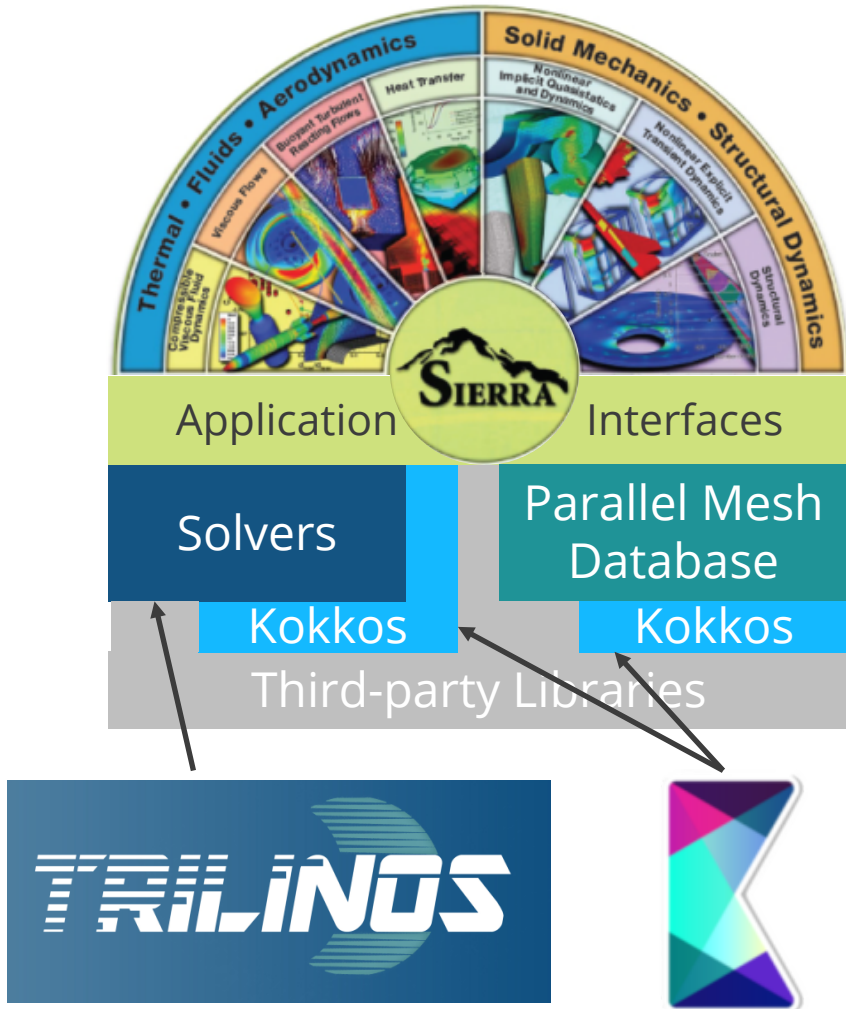 Thermal • Fluids • Aerodynamics
Solid Mechanics • Structural Dynamics
Compressible
Viscous Fluid
Dynamics
Viscous Flows
Buoyant Turbulent
Reacting Flows
Heat Transfer
Nonlinear
Implicit Quasistatics
and Dynamics
Nonlinear Explicit
Transient Dynamics
Structural
Dynamics
SIERRA
Application
Interfaces
Solvers
Parallel Mesh
Database
Kokkos
Kokkos
Third-party Libraries
TRILINOS